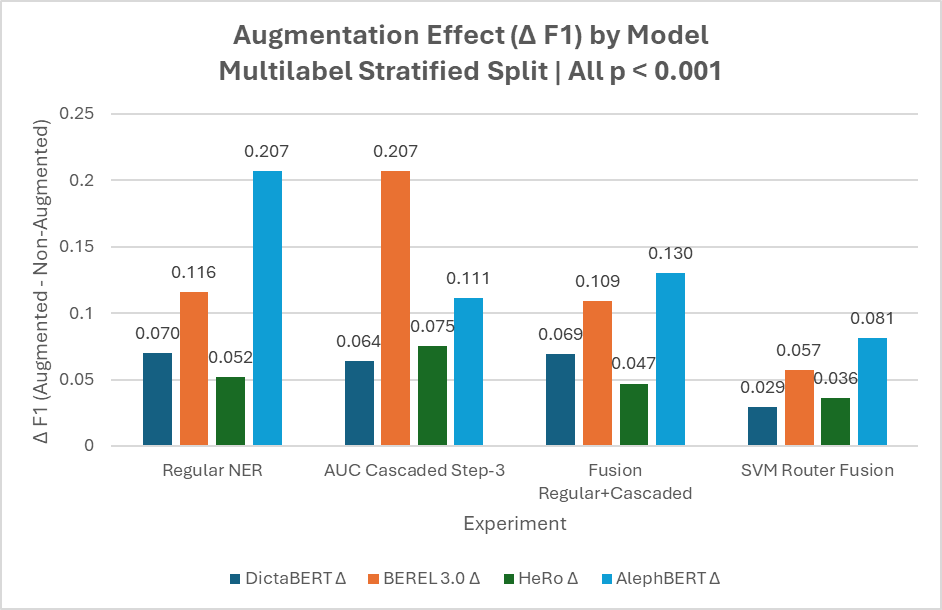 Augmentation Effect (Δ F1) by Model
Multilabel Stratified Split | All p < 0.001
Δ F1 (Augmented - Non-Augmented)
0.25
0.2
0.15
0.1
0.05
0
0.070
0.116
0.052
0.207
0.064
0.207
0.075
0.111
0.069
0.109
0.047
0.130
0.029
0.057
0.036
0.081
Regular NER
AUC Cascaded Step-3
Fusion
Regular+Cascaded
SVM Router Fusion
Experiment
DictaBERT Δ
BEREL 3.0 Δ
HeRo Δ
AlephBERT Δ